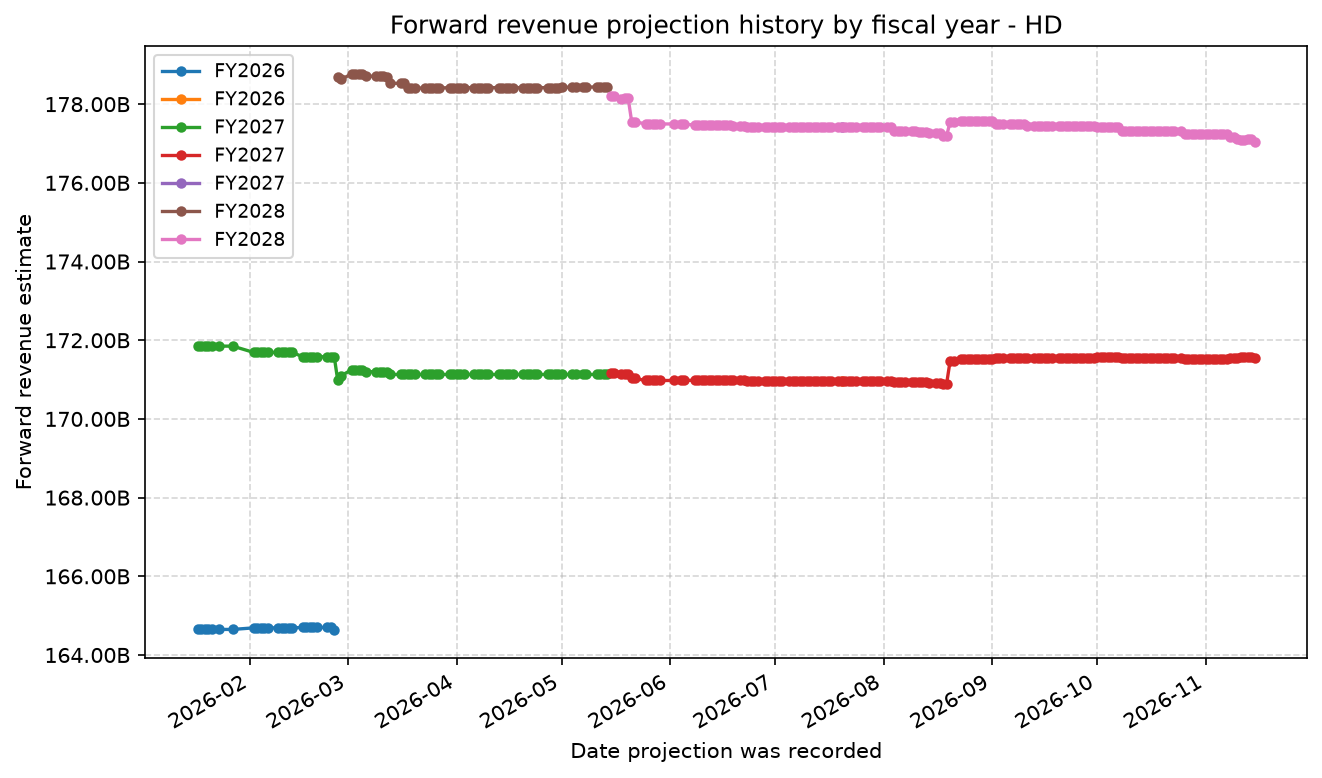 Forward revenue projection history by fiscal year - HD
FY2026
FY2026
FY2027
FY2027
FY2027
FY2028
FY2028
178.00B
176.00B
174.00B
172.00B
170.00B
168.00B
166.00B
164.00B
Forward revenue estimate
2026-02
2026-03
2026-04
2026-05
2026-06
2026-07
2026-08
2026-09
2026-10
2026-11
Date projection was recorded